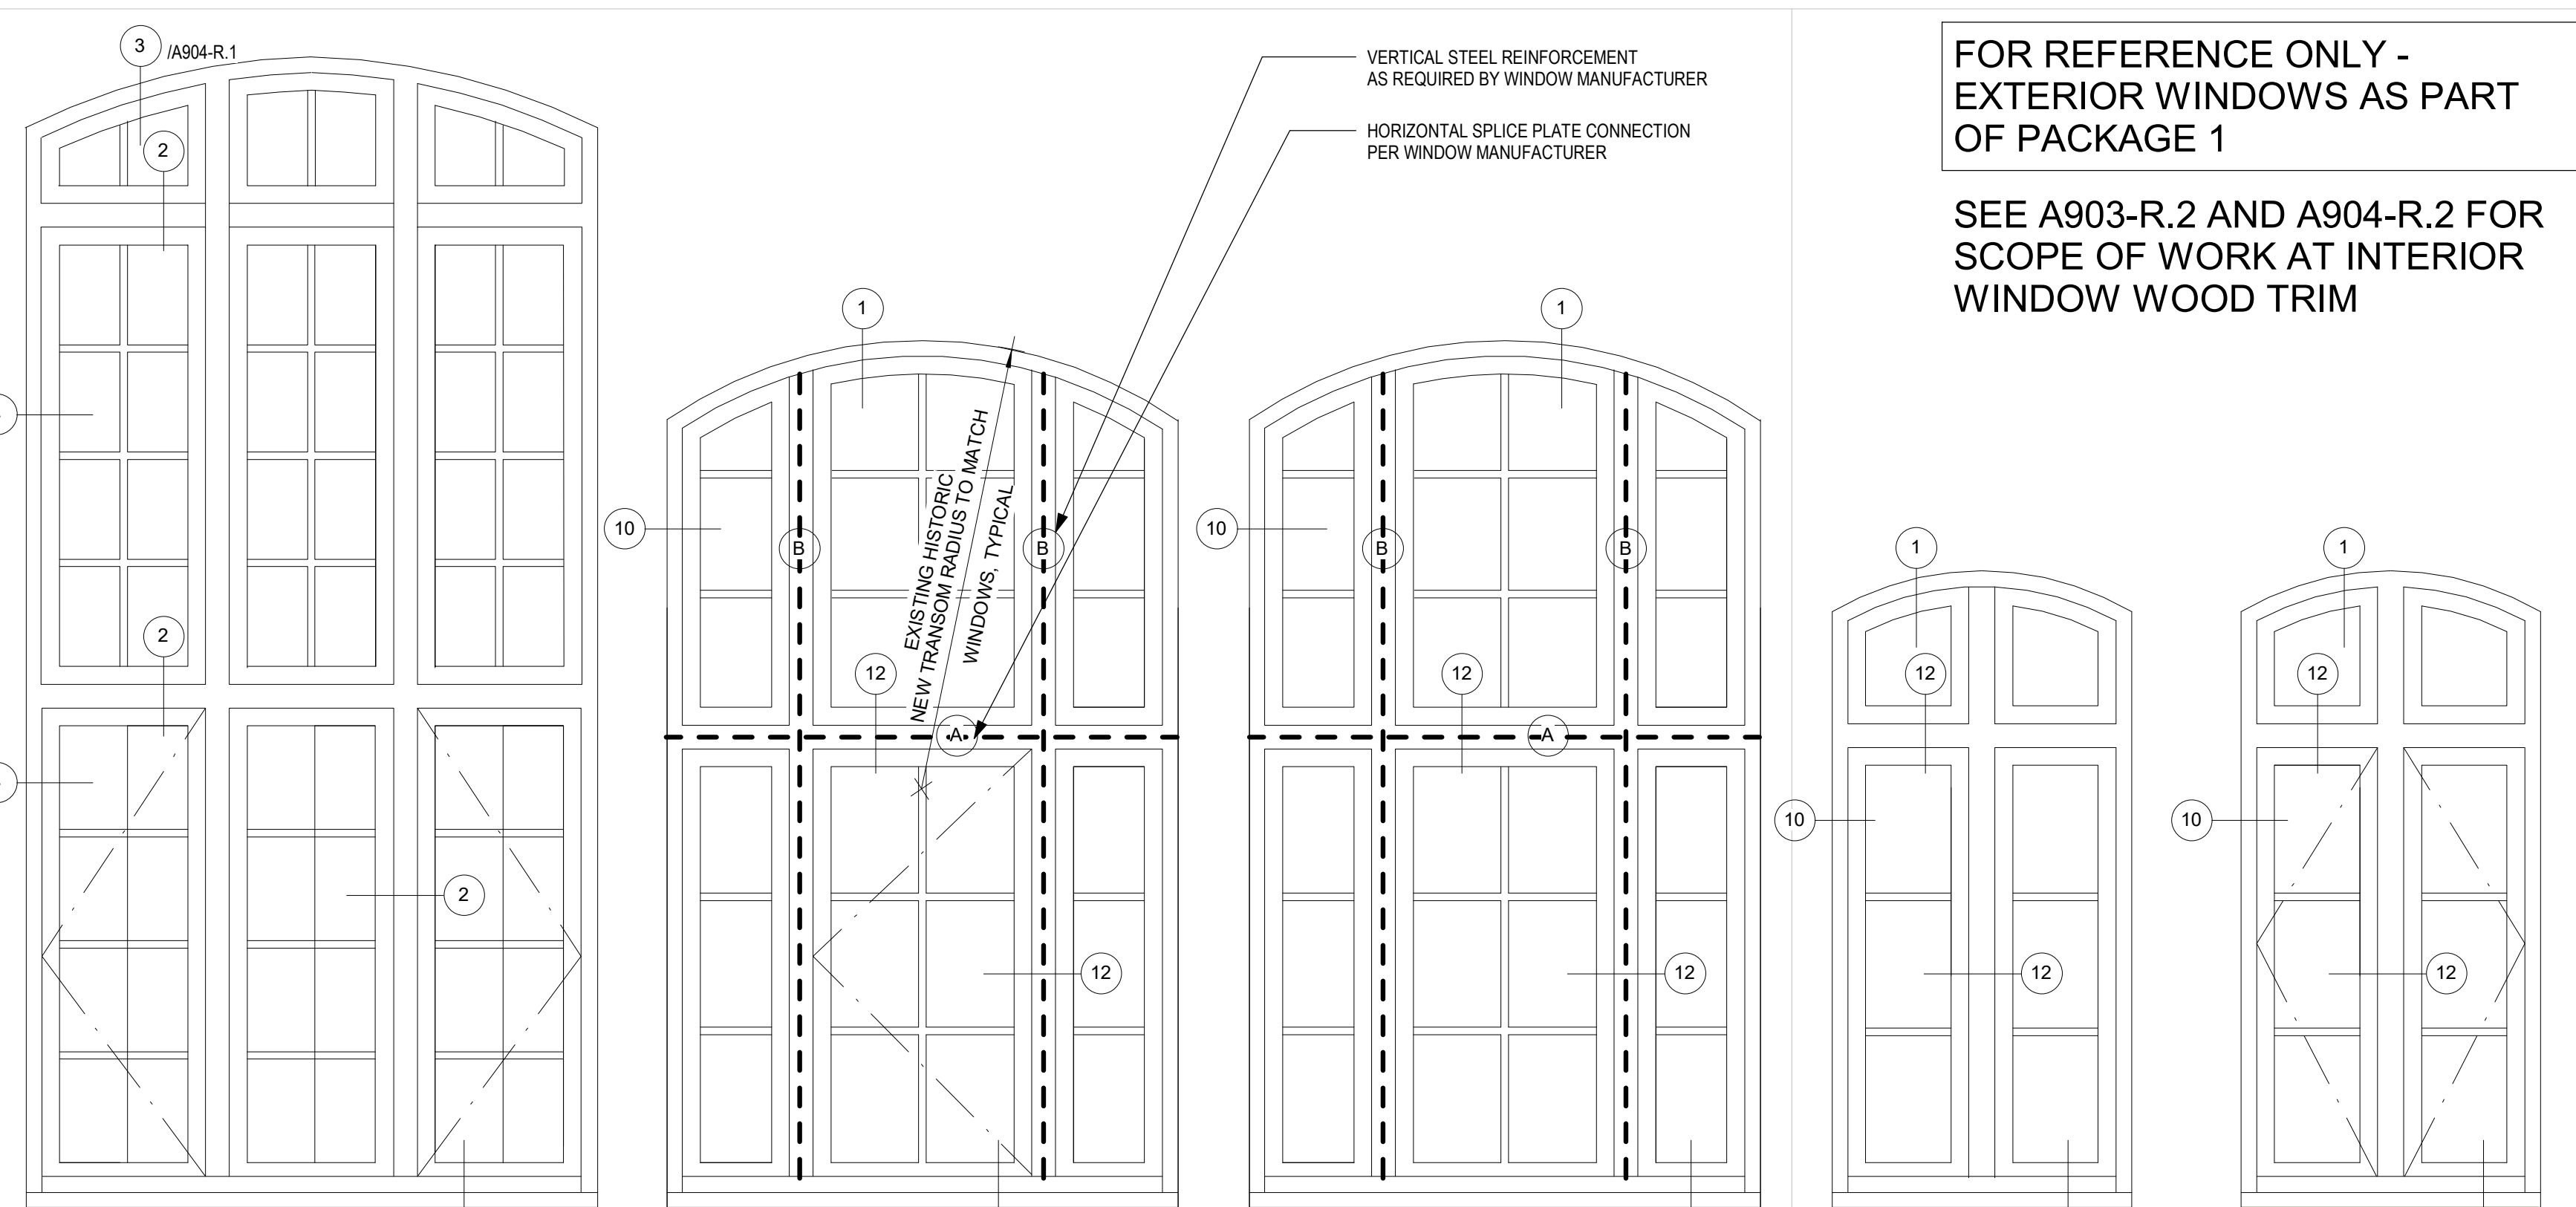 3 /A904-R.1
2
2
2
VERTICAL STEEL REINFORCEMENT
AS REQUIRED BY WINDOW MANUFACTURER
HORIZONTAL SPLICE PLATE CONNECTION
PER WINDOW MANUFACTURER
1
10
B
B
EXISTING HISTORIC
NEW TRANSOM RADIUS TO MATCH
WINDOWS, TYPICAL
12
A
12
1
10
B
B
12
A
12
FOR REFERENCE ONLY -
EXTERIOR WINDOWS AS PART
OF PACKAGE 1
SEE A903-R.2 AND A904-R.2 FOR
SCOPE OF WORK AT INTERIOR
WINDOW WOOD TRIM
1
12
10
12
1
12
10
12